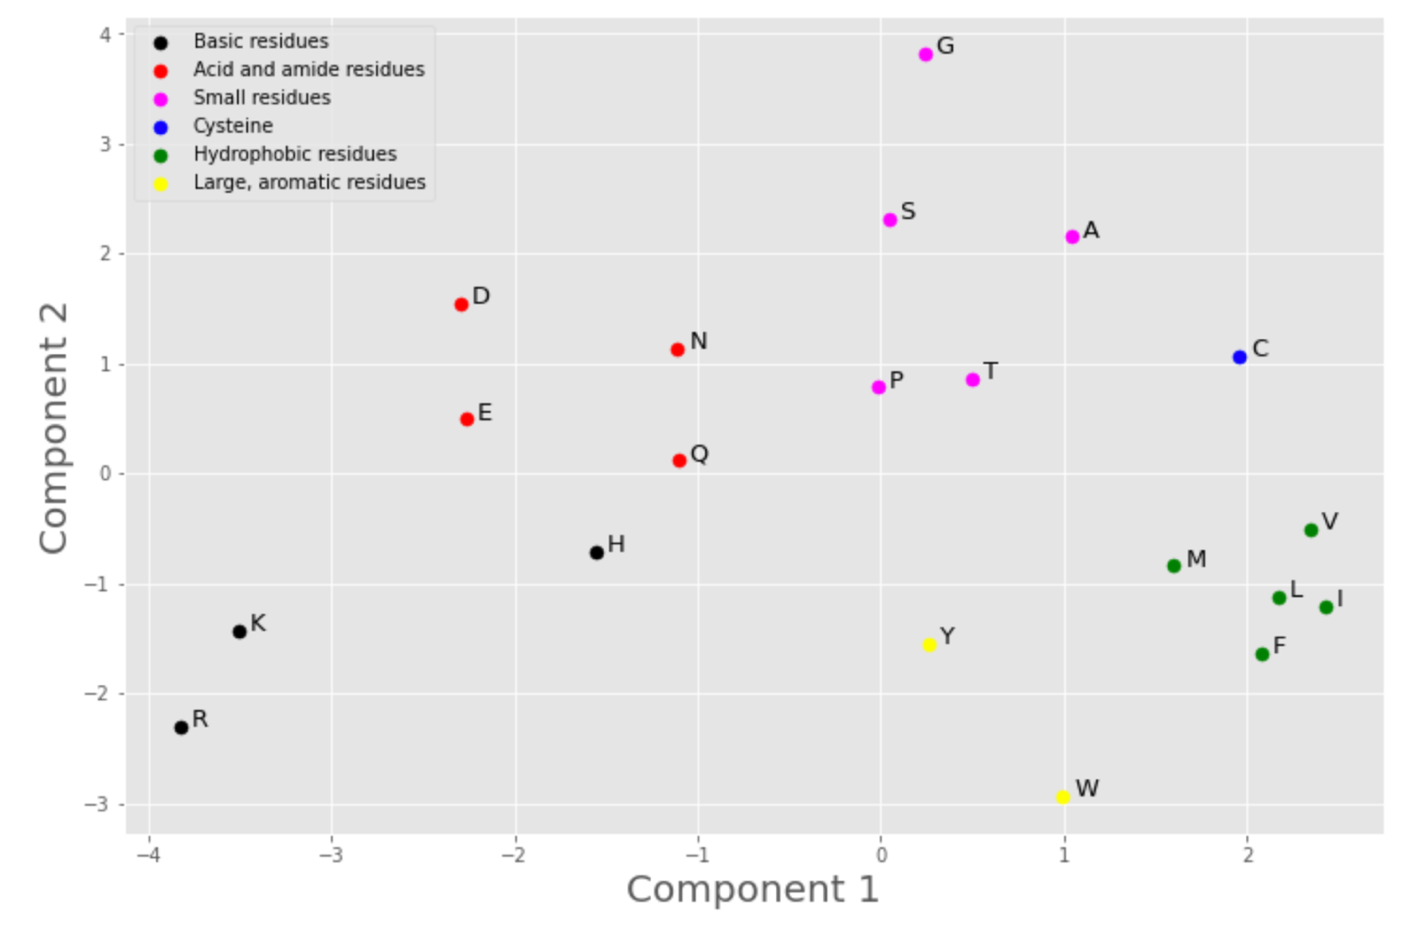 Basic residues
Acid and amide residues
Small residues
Cysteine
Hydrophobic residues
Large, aromatic residues
4
3
2
1
0
−1
−2
−3
Component 2
G
S
A
D
N
C
T
P
E
Q
V
H
M
L
I
K
Y
F
R
W
−4
−3
−2
−1
0
1
2
Component 1